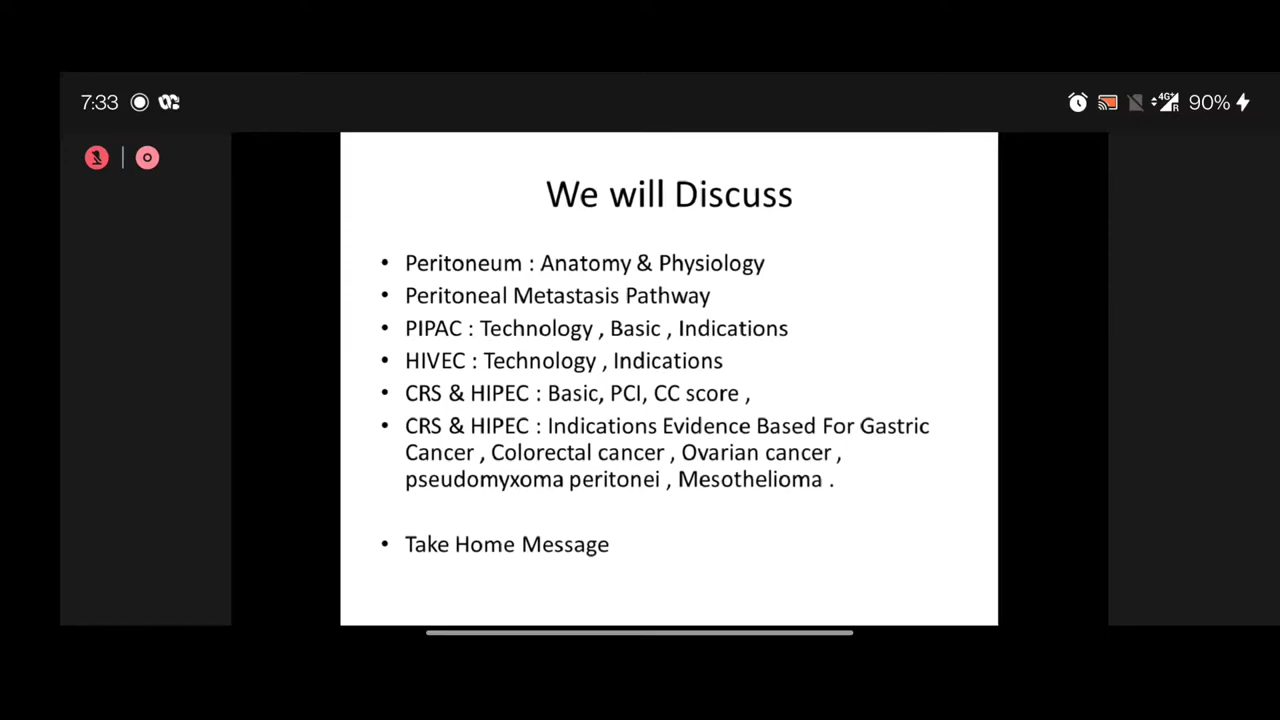 7:33
4G+
R
90%
We will Discuss
• Peritoneum : Anatomy & Physiology
• Peritoneal Metastasis Pathway
• PIPAC : Technology , Basic , Indications
• HIVEC : Technology , Indications
• CRS & HIPEC : Basic, PCI, CC score ,
• CRS & HIPEC : Indications Evidence Based For Gastric
Cancer , Colorectal cancer , Ovarian cancer ,
pseudomyxoma peritonei , Mesothelioma .
• Take Home Message